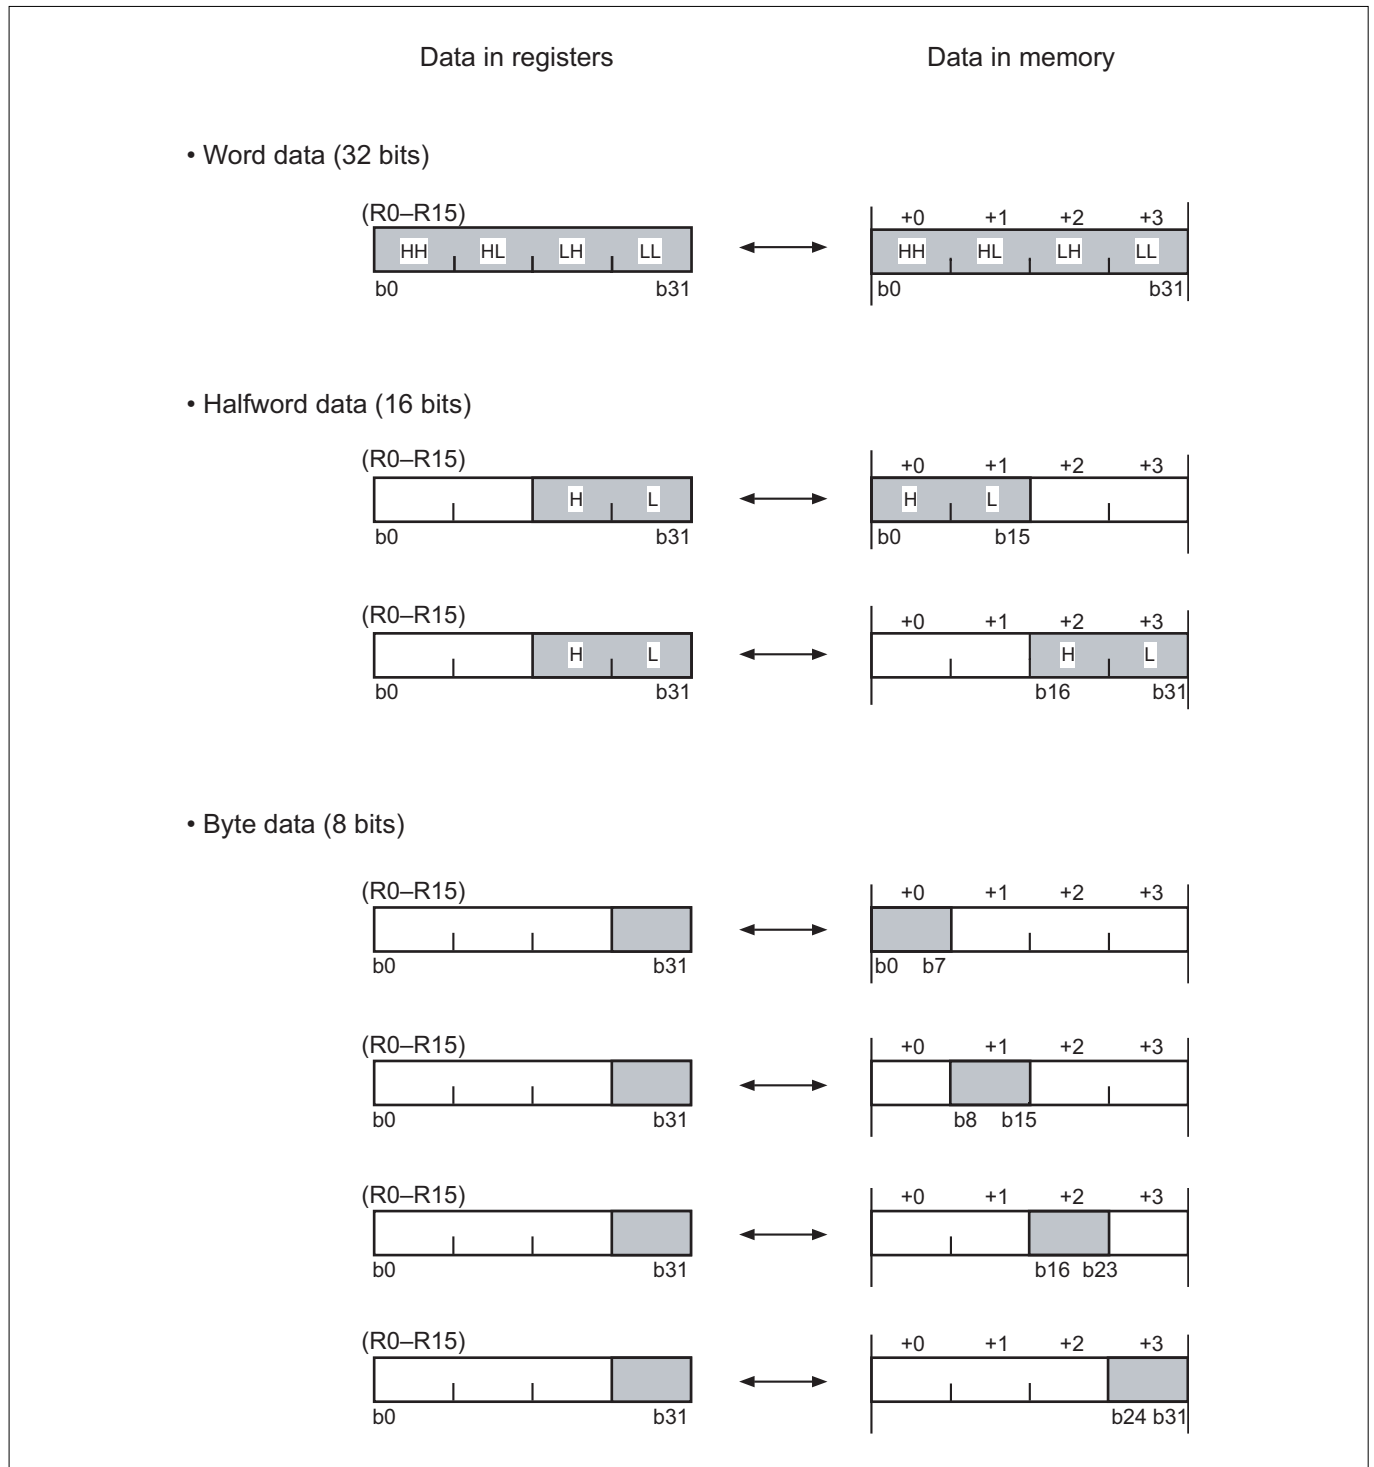 Data in registers Data in memory
• Word data (32 bits)
(R0–R15) +0 +1 +2 +3
HH HL LH LL HH HL LH LL
b0 b31 b0 b31
• Halfword data (16 bits)
(R0–R15) +0 +1 +2 +3
H L H L
b0 b31 b0 b15
(R0–R15) +0 +1 +2 +3
H L H L
b0 b31 b16 b31
• Byte data (8 bits)
(R0–R15) +0 +1 +2 +3
b0 b31 b0 b7
(R0–R15) +0 +1 +2 +3
b0 b31 b8 b15
(R0–R15) +0 +1 +2 +3
b0 b31 b16 b23
(R0–R15) +0 +1 +2 +3
b0 b31 b24 b31